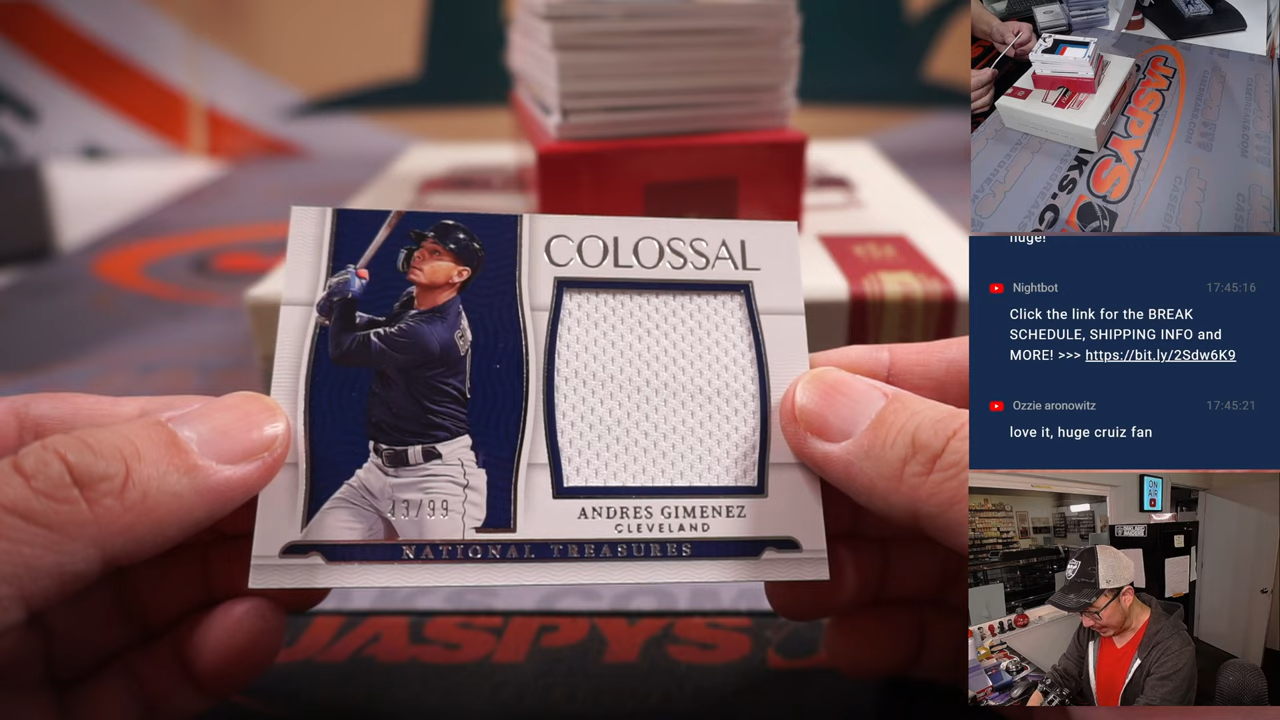 COLOSSAL
43/99
ANDRES GIMENEZ
CLEVELAND
NATIONAL TREASURES
JASPYS
JASPYS
huge!
Nightbot 17:45:16
Click the link for the BREAK
SCHEDULE, SHIPPING INFO and
MORE! >>> https://bit.ly/2Sdw6K9
Ozzie aronowitz 17:45:21
love it, huge cruiz fan
ON
AIR